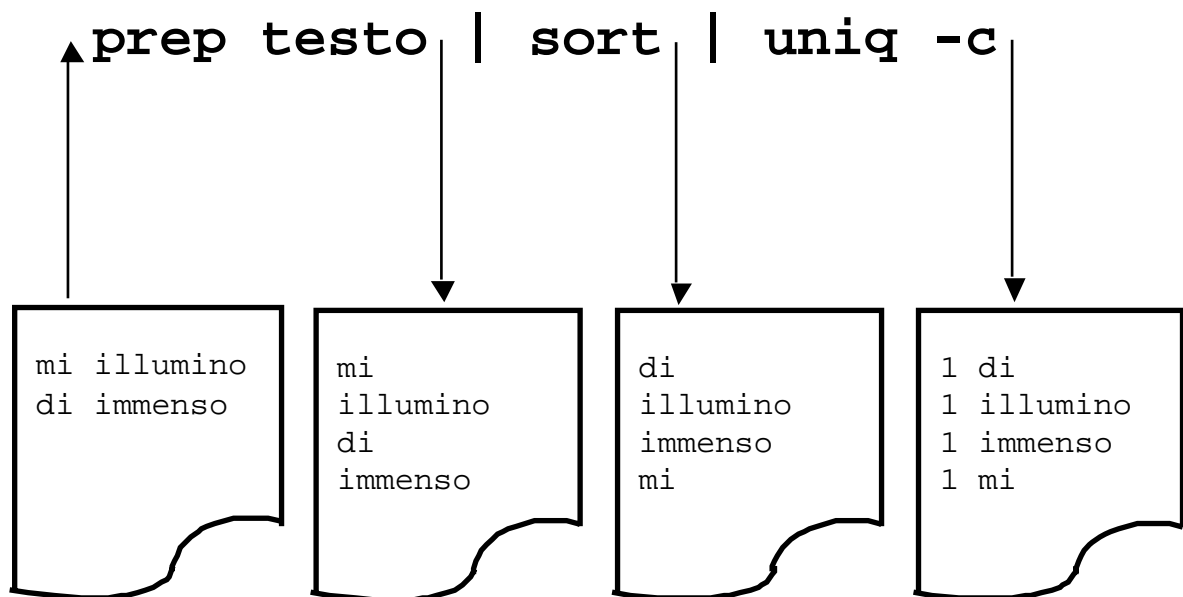 prep testo | sort | uniq -c
mi illumino
di immenso
mi
illumino
di
immenso
di
illumino
immenso
mi
1 di
1 illumino
1 immenso
1 mi